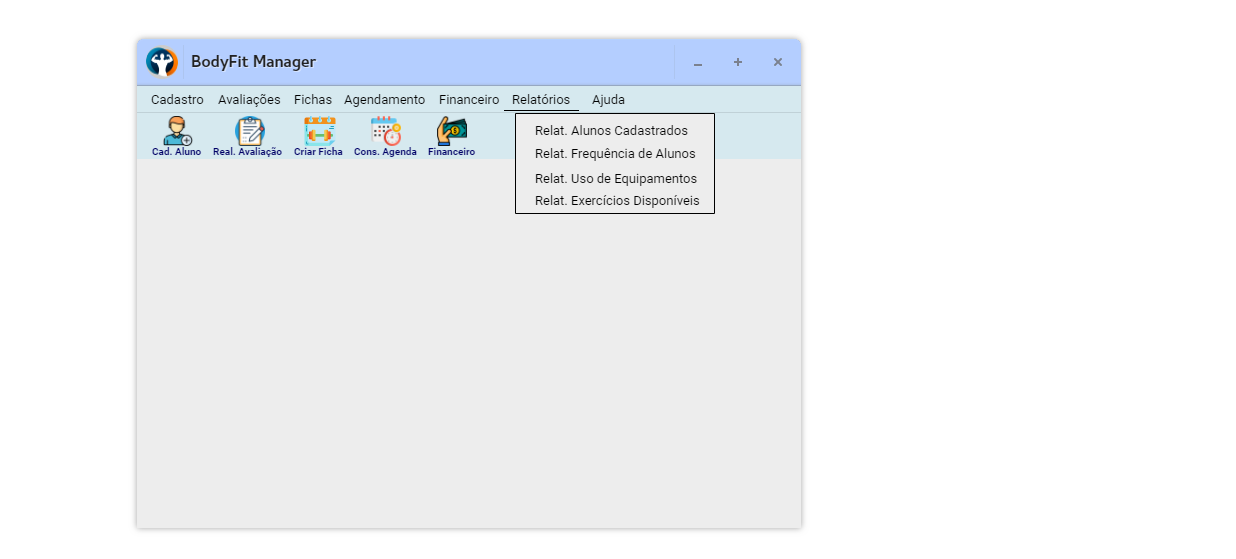 BodyFit Manager
Cadastro Avaliações Fichas Agendamento Financeiro Relatórios Ajuda
Cad. Aluno Real. Avaliação Criar Ficha Cons. Agenda Financeiro
Relat. Alunos Cadastrados
Relat. Frequência de Alunos
Relat. Uso de Equipamentos
Relat. Exercícios Disponíveis